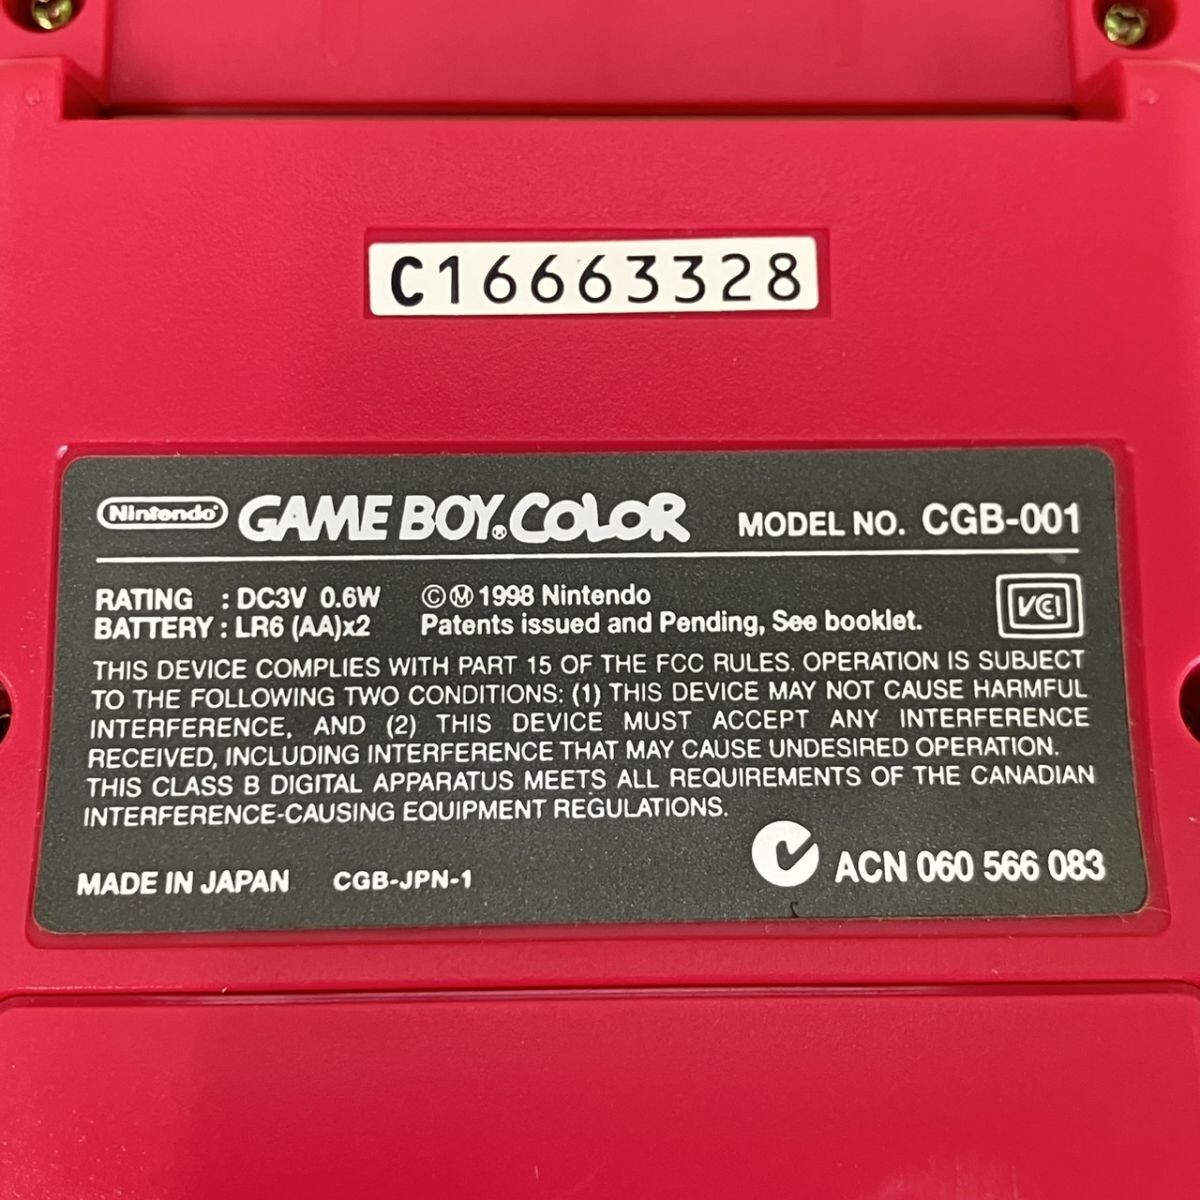 C16663328
Nintendo GAME BOY® COLOR MODEL NO. CGB-001
RATING : DC3V 0.6W ©Ⓜ 1998 Nintendo
BATTERY : LR6 (AA)x2 Patents issued and Pending, See booklet.
VCI
THIS DEVICE COMPLIES WITH PART 15 OF THE FCC RULES. OPERATION IS SUBJECT
TO THE FOLLOWING TWO CONDITIONS: (1) THIS DEVICE MAY NOT CAUSE HARMFUL
INTERFERENCE, AND (2) THIS DEVICE MUST ACCEPT ANY INTERFERENCE
RECEIVED, INCLUDING INTERFERENCE THAT MAY CAUSE UNDESIRED OPERATION.
THIS CLASS B DIGITAL APPARATUS MEETS ALL REQUIREMENTS OF THE CANADIAN
INTERFERENCE-CAUSING EQUIPMENT REGULATIONS.
MADE IN JAPAN CGB-JPN-1 ACN 060 566 083